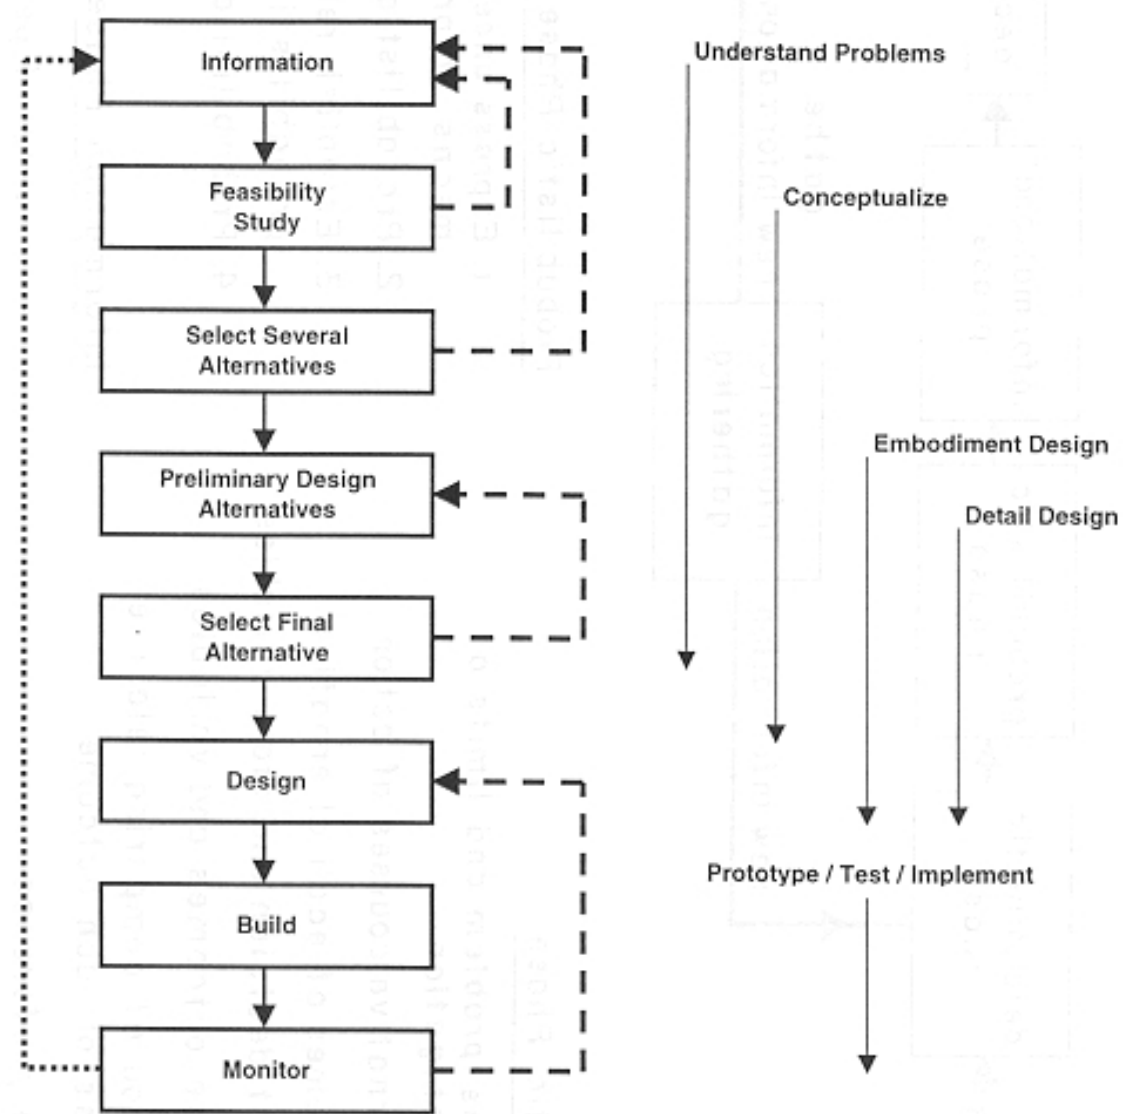 Information
Understand Problems
Feasibility
Study
Conceptualize
Select Several
Alternatives
Preliminary Design
Alternatives
Embodiment Design
Detail Design
Select Final
Alternative
Design
Prototype / Test / Implement
Build
Monitor